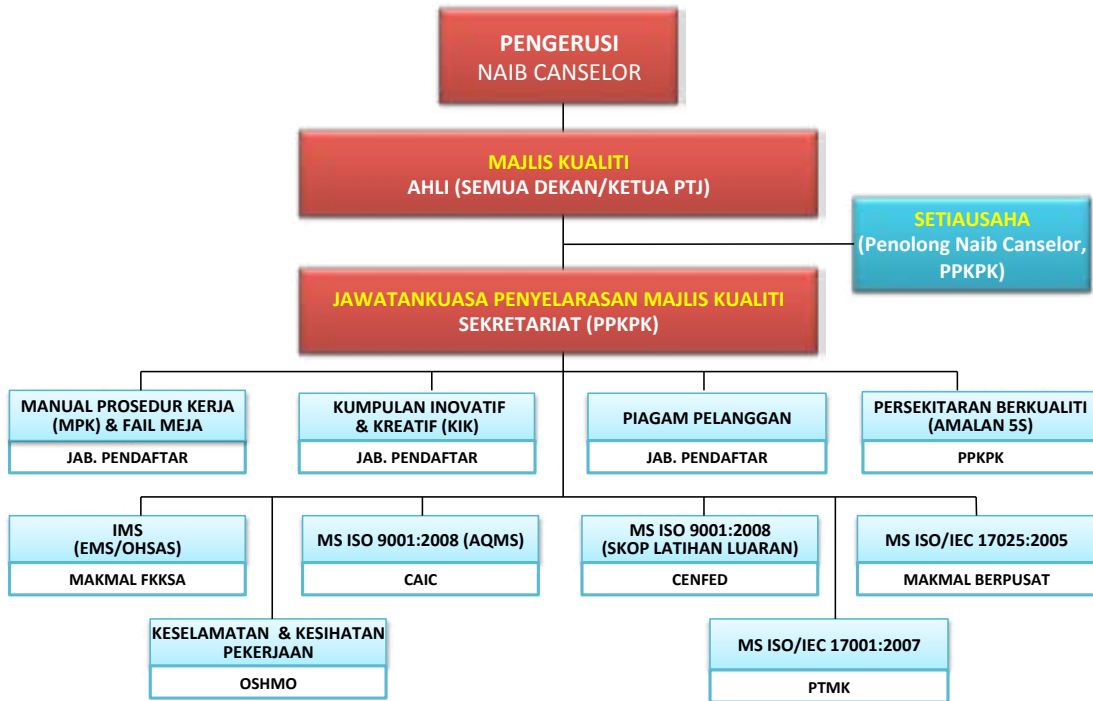 PENGERUSI
NAIB CANSELOR
MAJLIS KUALITI
AHLI (SEMUA DEKAN/KETUA PTJ)
SETIAUSAHA
(Penolong Naib Canselor,
PPKPK)
JAWATANKUASA PENYELARASAN MAJLIS KUALITI
SEKRETARIAT (PPKPK)
MANUAL PROSEDUR KERJA
(MPK) & FAIL MEJA
JAB. PENDAFTAR
KUMPULAN INOVATIF
& KREATIF (KIK)
JAB. PENDAFTAR
PIAGAM PELANGGAN
JAB. PENDAFTAR
PERSEKITARAN BERKUALITI
(AMALAN 5S)
PPKPK
IMS
(EMS/OHSAS)
MAKMAL FKKSA
MS ISO 9001:2008 (AQMS)
CAIC
MS ISO 9001:2008
(SKOP LATIHAN LUARAN)
CENFED
MS ISO/IEC 17025:2005
MAKMAL BERPUSAT
KESELAMATAN & KESIHATAN
PEKERJAAN
OSHMO
MS ISO/IEC 17001:2007
PTMK